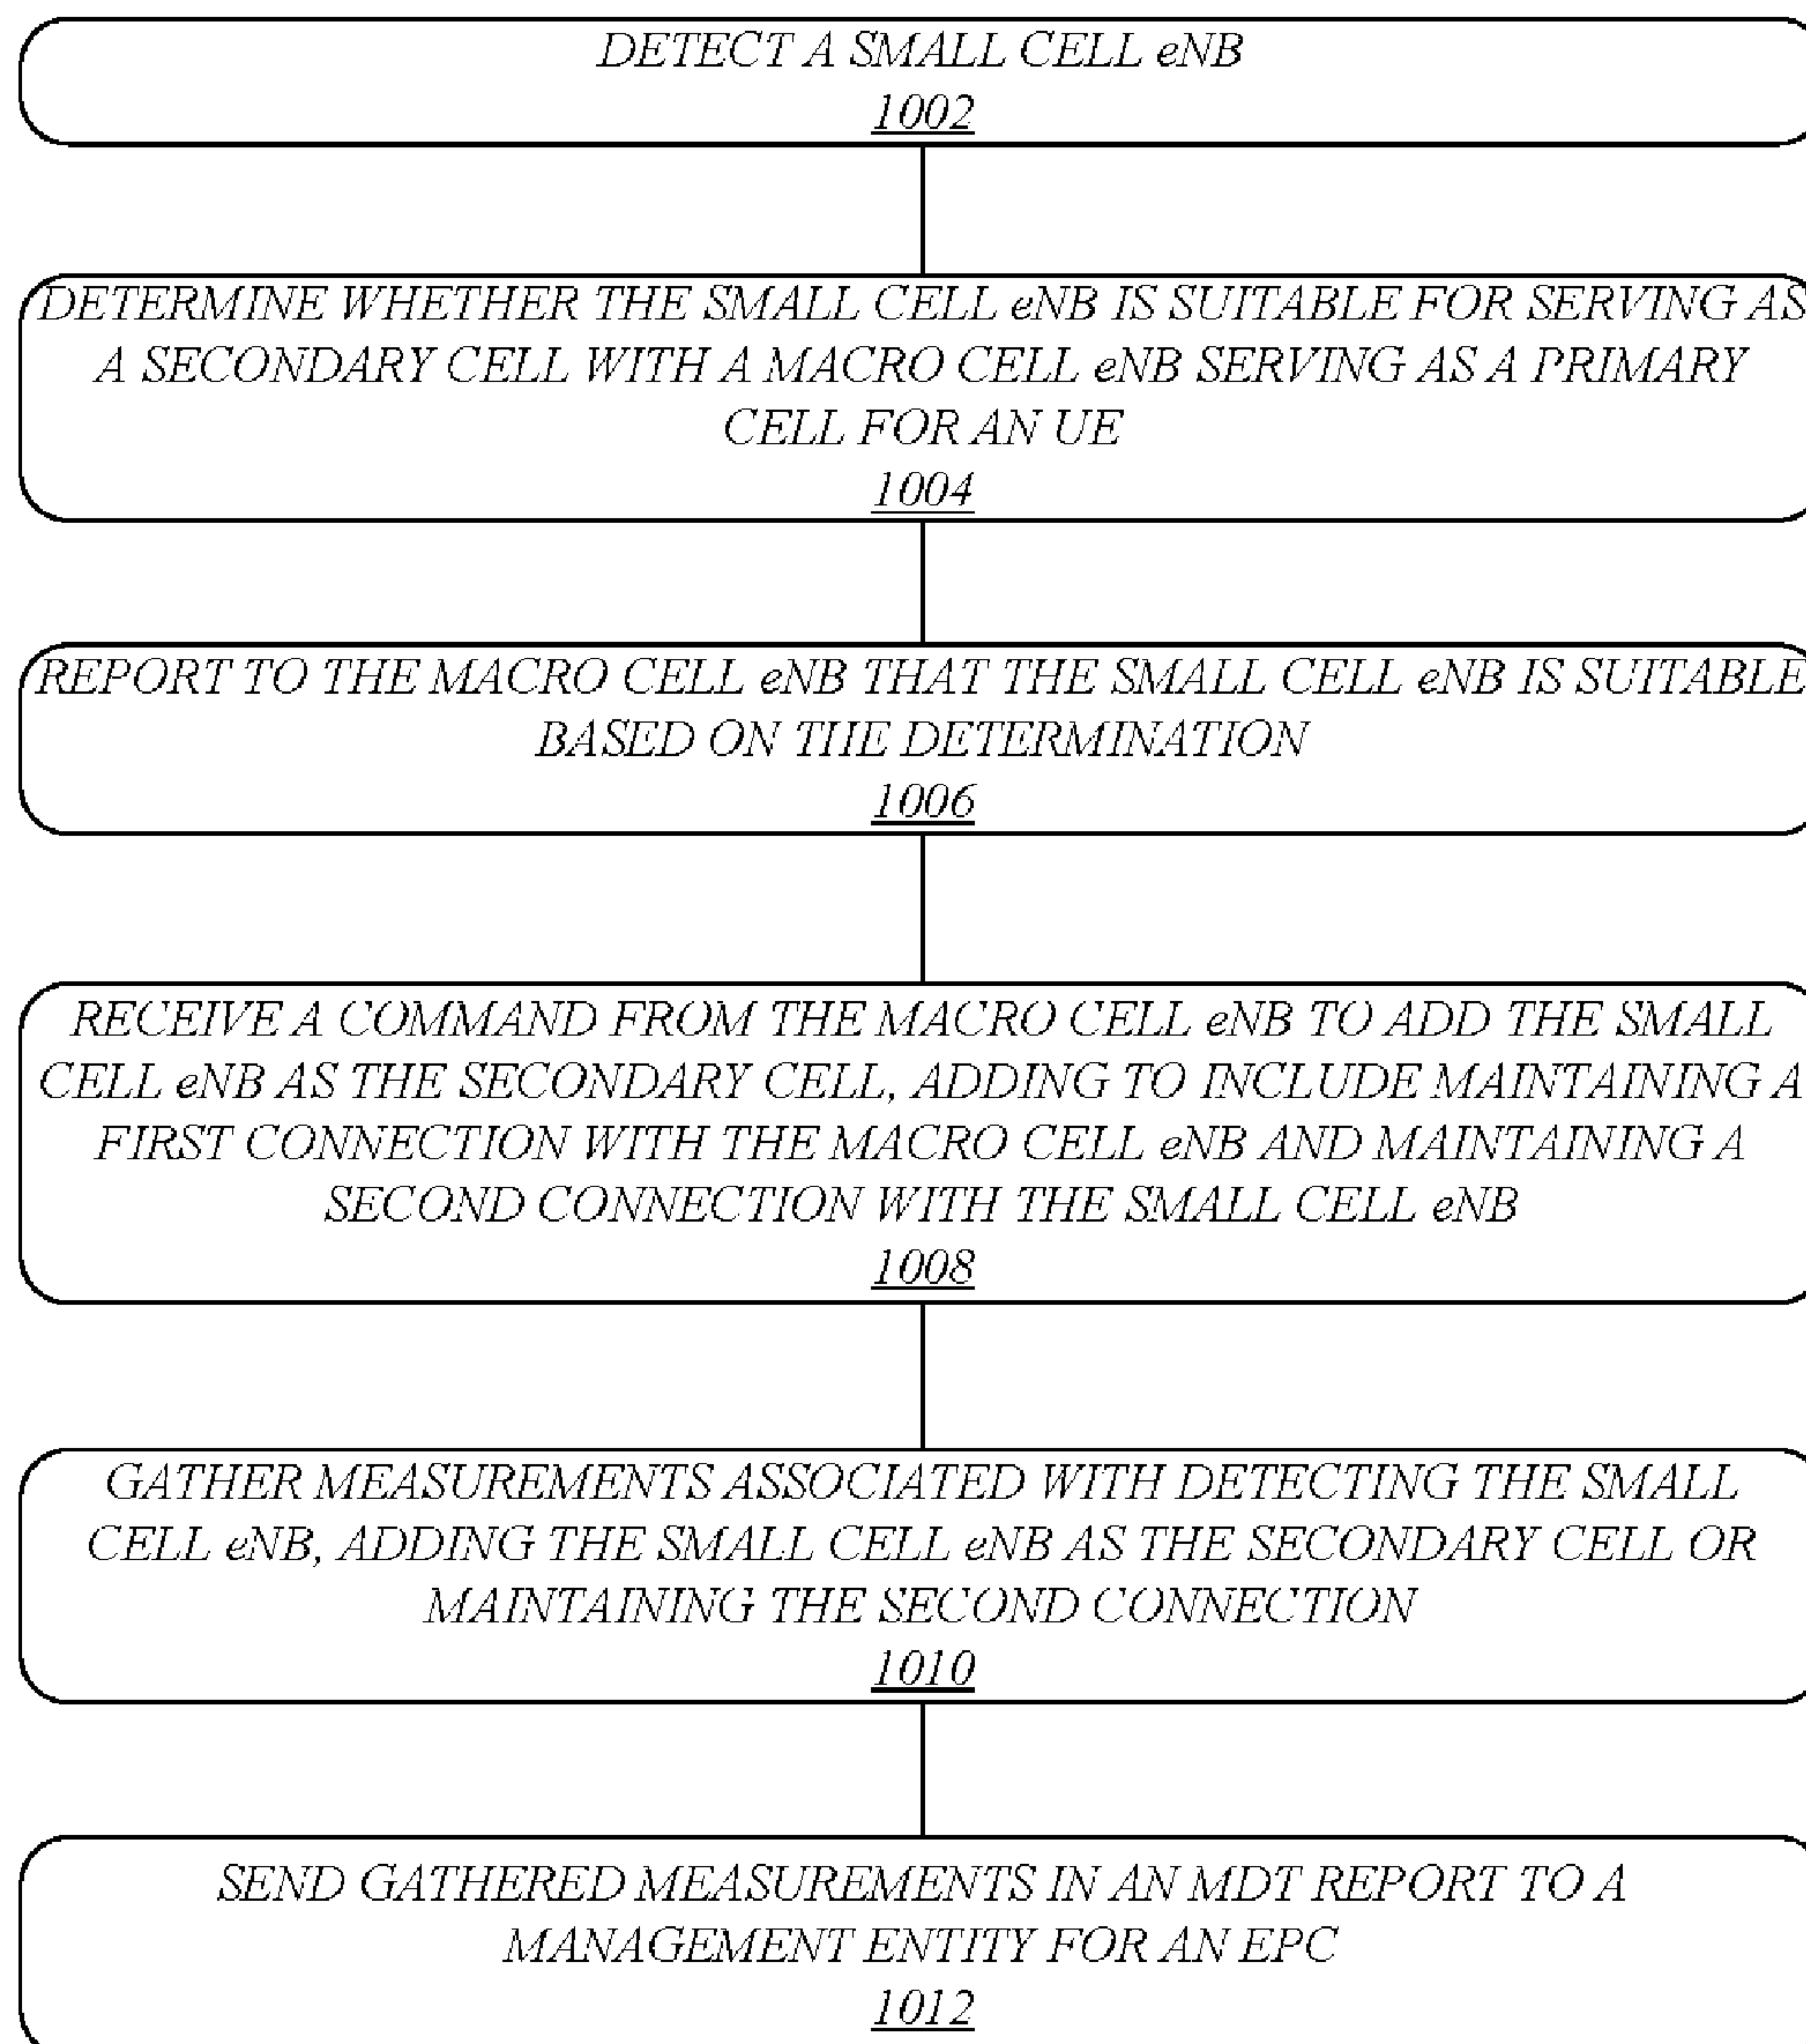 DETECT A SMALL CELL eNB
1002
DETERMINE WHETHER THE SMALL CELL eNB IS SUITABLE FOR SERVING AS
A SECONDARY CELL WITH A MACRO CELL eNB SERVING AS A PRIMARY
CELL FOR AN UE
1004
REPORT TO THE MACRO CELL eNB THAT THE SMALL CELL eNB IS SUITABLE
BASED ON THE DETERMINATION
1006
RECEIVE A COMMAND FROM THE MACRO CELL eNB TO ADD THE SMALL
CELL eNB AS THE SECONDARY CELL, ADDING TO INCLUDE MAINTAINING A
FIRST CONNECTION WITH THE MACRO CELL eNB AND MAINTAINING A
SECOND CONNECTION WITH THE SMALL CELL eNB
1008
GATHER MEASUREMENTS ASSOCIATED WITH DETECTING THE SMALL
CELL eNB, ADDING THE SMALL CELL eNB AS THE SECONDARY CELL OR
MAINTAINING THE SECOND CONNECTION
1010
SEND GATHERED MEASUREMENTS IN AN MDT REPORT TO A
MANAGEMENT ENTITY FOR AN EPC
1012